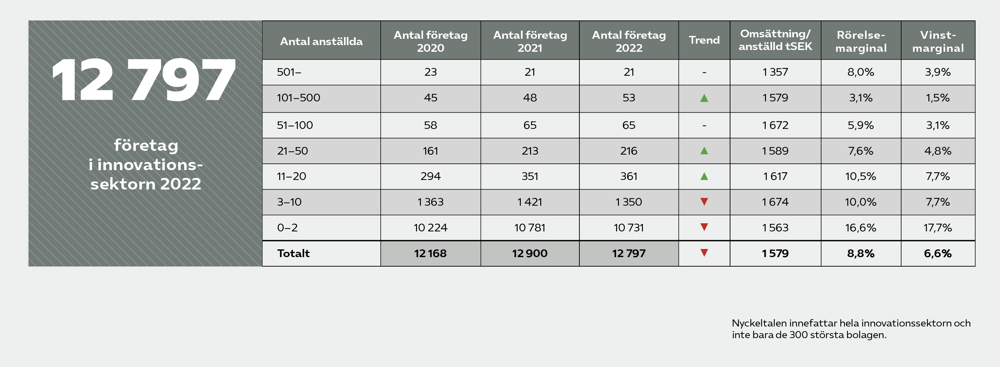 12 797
företag
i innovations-
sektorn 2022
Antal anställda Antal företag 2020 Antal företag 2021 Antal företag 2022 Trend Omsättning/ anställd tSEK Rörelse- marginal Vinst- marginal
501– 23 21 21 - 1 357 8,0% 3,9%
101–500 45 48 53 ▲ 1 579 3,1% 1,5%
51–100 58 65 65 - 1 672 5,9% 3,1%
21–50 161 213 216 ▲ 1 589 7,6% 4,8%
11–20 294 351 361 ▲ 1 617 10,5% 7,7%
3–10 1 363 1 421 1 350 ▼ 1 674 10,0% 7,7%
0–2 10 224 10 781 10 731 ▼ 1 563 16,6% 17,7%
Totalt 12 168 12 900 12 797 ▼ 1 579 8,8% 6,6%
Nyckeltalen innefattar hela innovationssektorn och
inte bara de 300 största bolagen.